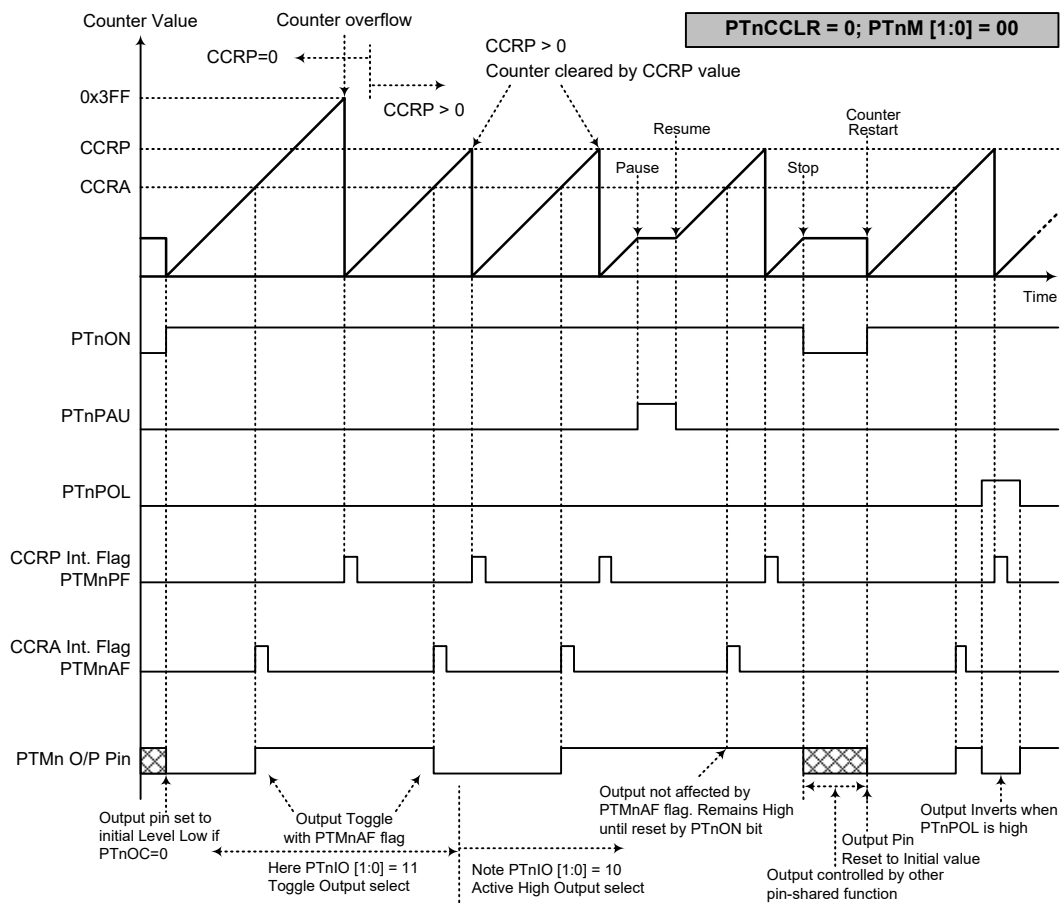 Counter Value
Counter overflow
PTnCCLR = 0; PTnM [1:0] = 00
CCRP=0
CCRP > 0
CCRP > 0
Counter cleared by CCRP value
0x3FF
CCRP
CCRA
Pause
Resume
Stop
Counter
Restart
Time
PTnON
PTnPAU
PTnPOL
CCRP Int. Flag
PTMnPF
CCRA Int. Flag
PTMnAF
PTMn O/P Pin
Output pin set to
initial Level Low if
PTnOC=0
Output Toggle
with PTMnAF flag
Here PTnIO [1:0] = 11
Toggle Output select
Note PTnIO [1:0] = 10
Active High Output select
Output not affected by
PTMnAF flag. Remains High
until reset by PTnON bit
Output Pin
Reset to Initial value
Output controlled by other
pin-shared function
Output Inverts when
PTnPOL is high